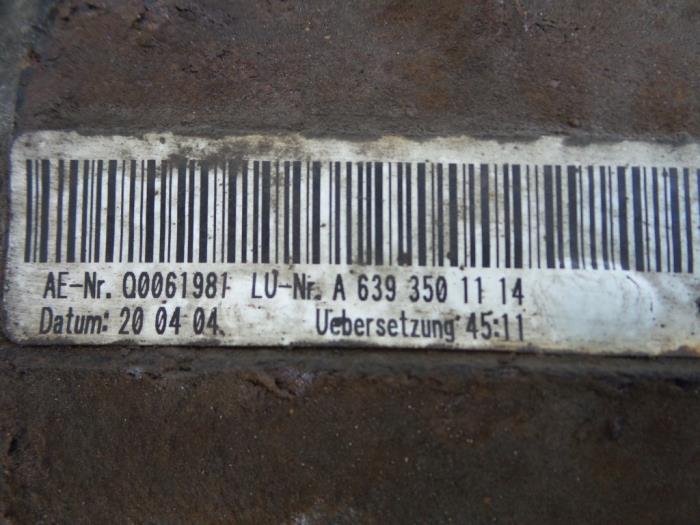 AE-Nr. Q0061981 LU-Nr. A 639 350 11 14
Datum: 20 04 04 Uebersetzung 45:11